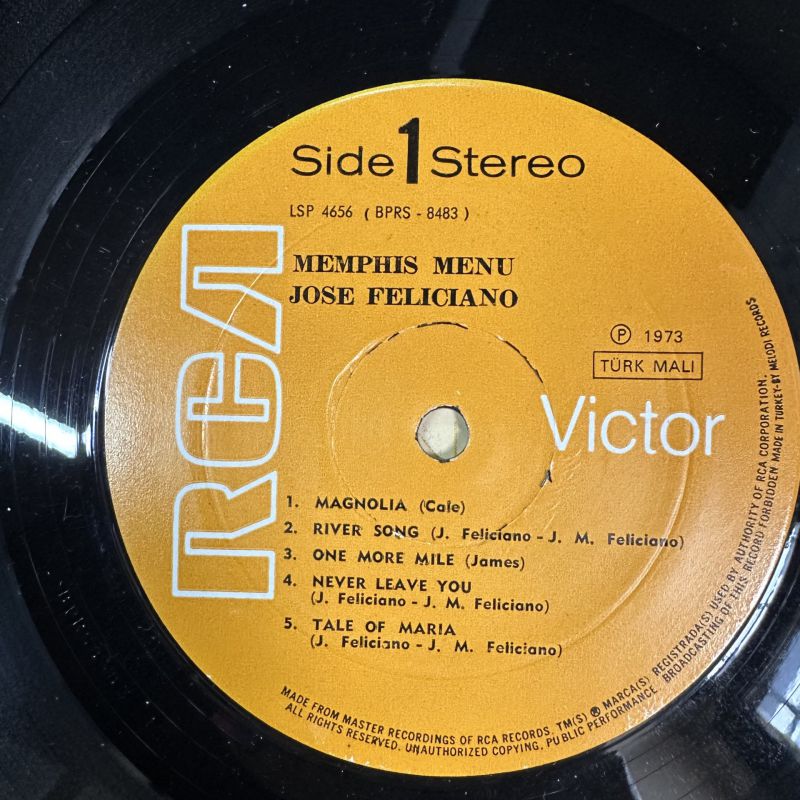 Side 1 Stereo
LSP 4656 ( BPRS - 8483 )
MEMPHIS MENU
JOSE FELICIANO
RCA
℗ 1973
TÜRK MALI
Victor
1. MAGNOLIA (Cale)
2. RIVER SONG (J. Feliciano - J. M. Feliciano)
3. ONE MORE MILE (James)
4. NEVER LEAVE YOU
(J. Feliciano - J. M. Feliciano)
5. TALE OF MARIA
(J. Feliciano - J. M. Feliciano)
MADE FROM MASTER RECORDINGS OF RCA RECORDS. TM(S) ® MARCA(S) REGISTRADA(S) USED BY AUTHORITY OF RCA CORPORATION.
ALL RIGHTS RESERVED. UNAUTHORIZED COPYING, PUBLIC PERFORMANCE, BROADCASTING OF THIS RECORD FORBIDDEN MADE IN TURKEY-BY MELODI RECORDS